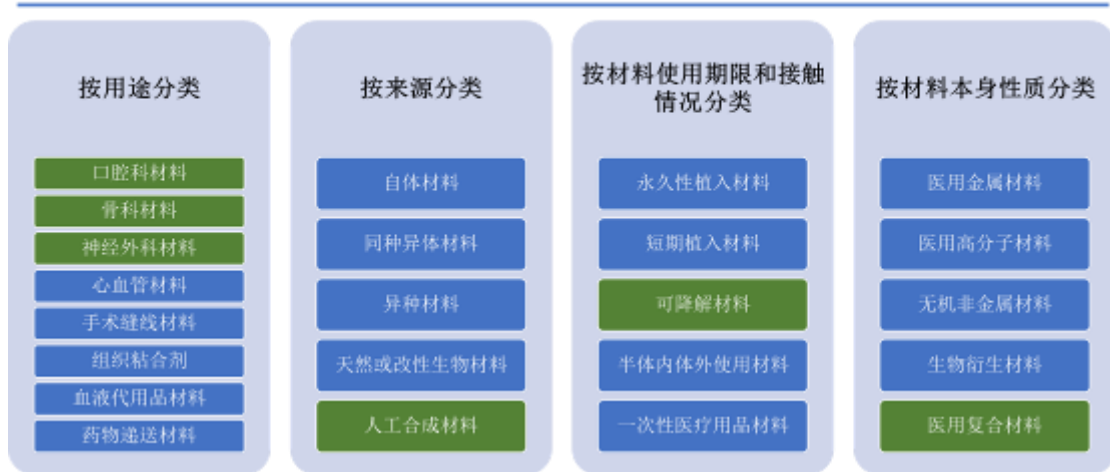 按用途分类
口腔科材料
骨科材料
神经外科材料
心血管材料
手术缝线材料
组织粘合剂
血液代用品材料
药物递送材料
按来源分类
自体材料
同种异体材料
异种材料
天然或改性生物材料
人工合成材料
按材料使用期限和接触
情况分类
永久性植入材料
短期植入材料
可降解材料
半体内体外使用材料
一次性医疗用品材料
按材料本身性质分类
医用金属材料
医用高分子材料
无机非金属材料
生物衍生材料
医用复合材料